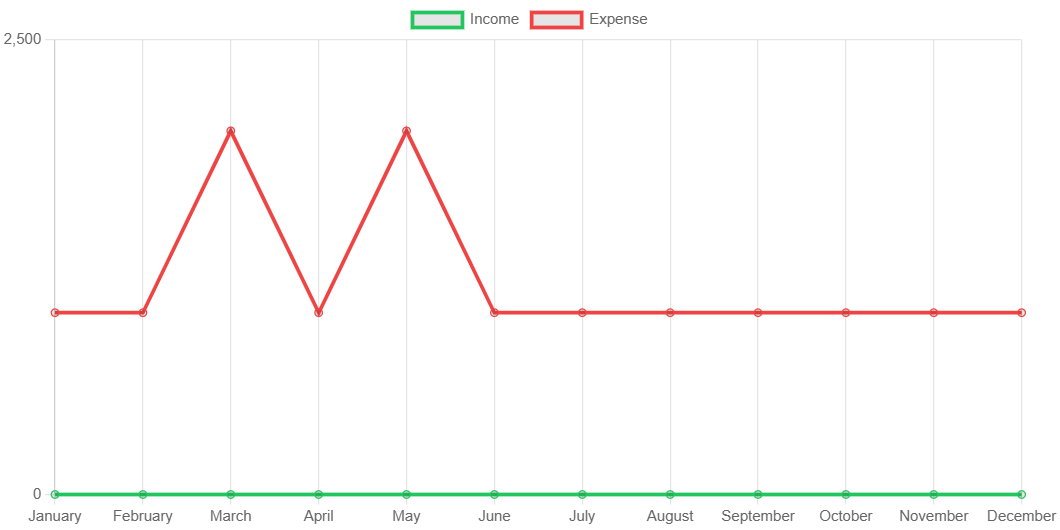 Income Expense
2,500
0
January February March April May June July August September October November December